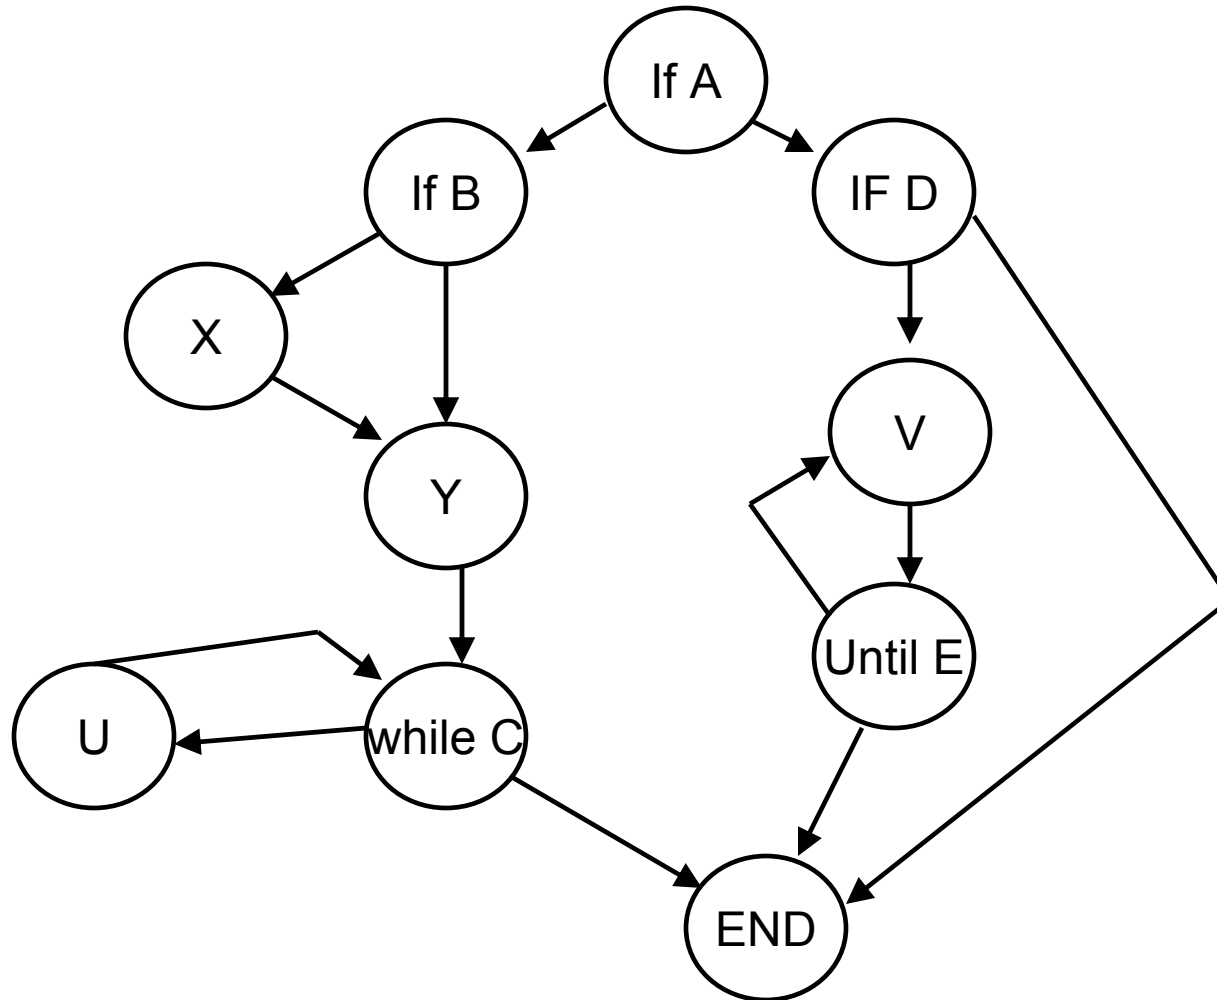 If A
If B
IF D
X
V
Y
Until E
U
while C
END